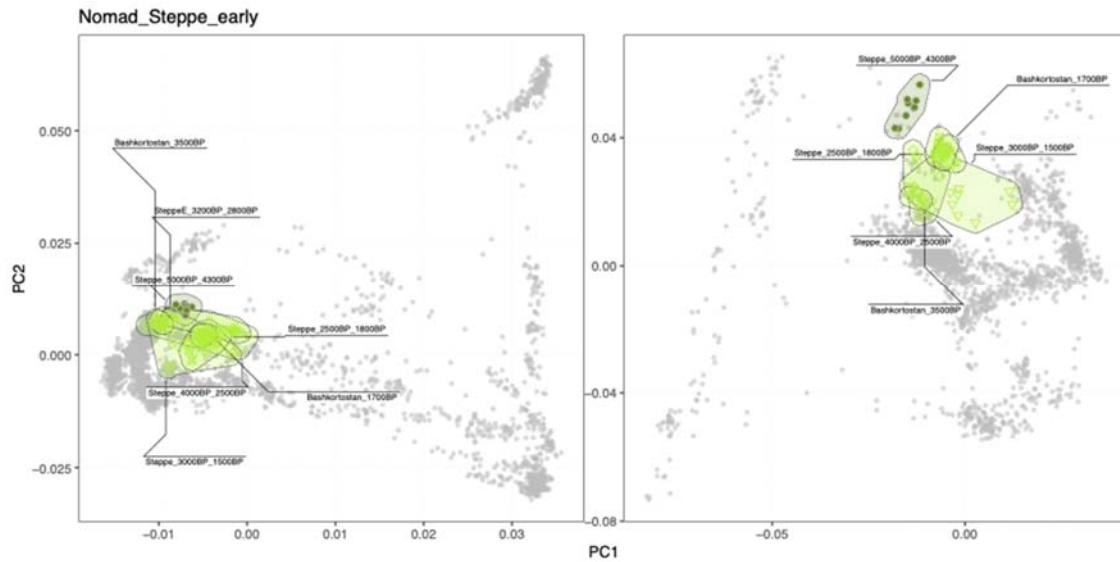 Nomad_Steppe_early
Steppe_5000BP_4300BP
Bashkortostan_1700BP
Bashkortostan_3500BP
0.050
0.04
Steppe_2500BP_1800BP
Steppe_3000BP_1500BP
SteppeE_3200BP_2800BP
0.025
Steppe_4000BP_2500BP
0.00
Steppe_5000BP_4300BP
PC2
Bashkortostan_3500BP
Steppe_2500BP_1800BP
0.000
Steppe_4000BP_2500BP
Bashkortostan_1700BP
−0.04
Steppe_3000BP_1500BP
−0.025
−0.08
−0.01
0.00
0.01
0.02
0.03
−0.05
0.00
PC1